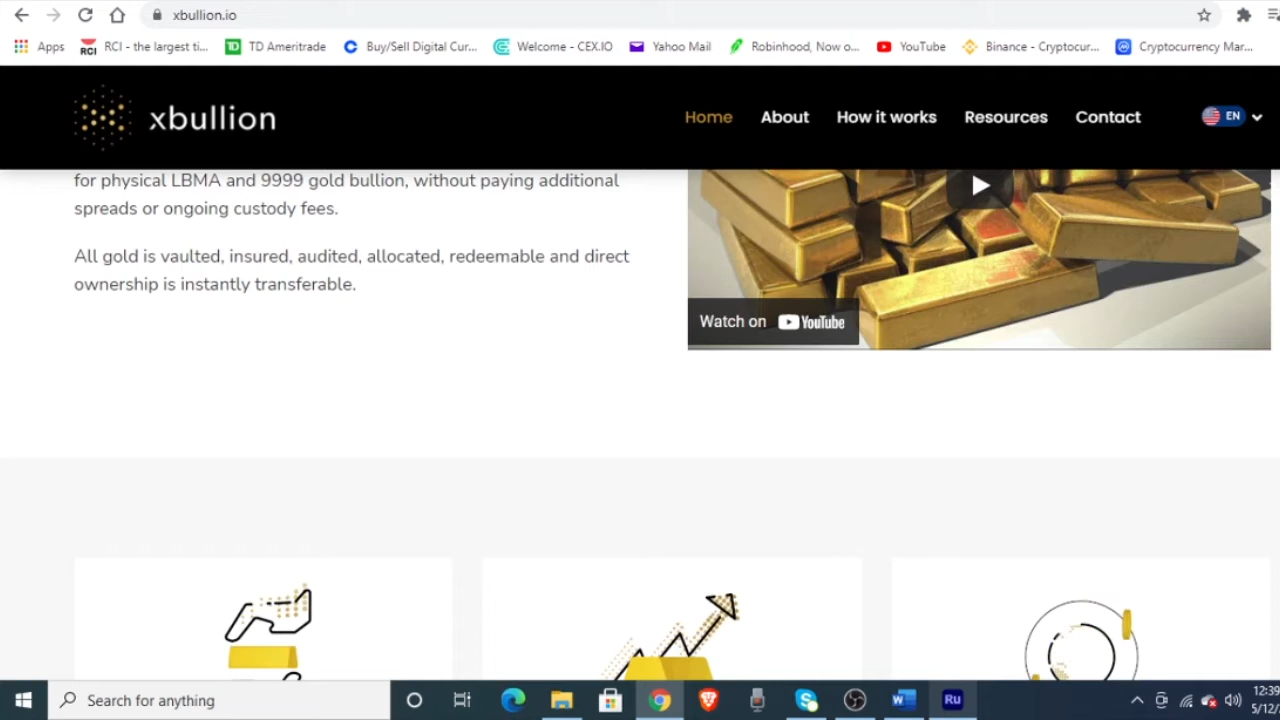 xbullion.io
Apps
RCI
RCI - the largest ti...
TD Ameritrade
Buy/Sell Digital Cur...
Welcome - CEX.IO
Yahoo Mail
Robinhood, Now o...
YouTube
Binance - Cryptocur...
Cryptocurrency Mar...
xbullion
Home
About
How it works
Resources
Contact
EN
for physical LBMA and 9999 gold bullion, without paying additional
spreads or ongoing custody fees.
All gold is vaulted, insured, audited, allocated, redeemable and direct
ownership is instantly transferable.
Watch on YouTube
Search for anything
Ru
12:39
5/12/